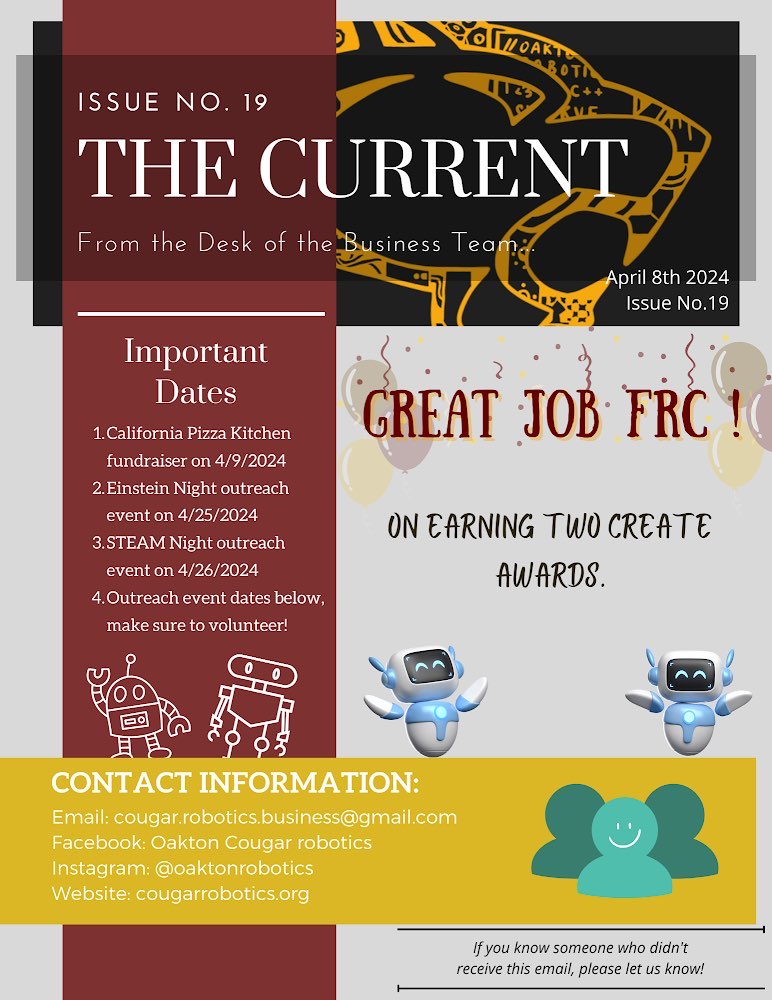 OAKT
ROBOTI
1123
C++
ISSUE NO. 19
THE CURRENT
From the Desk of the Business Team...
April 8th 2024
Issue No.19
Important
Dates
1.California Pizza Kitchen
fundraiser on 4/9/2024
2.Einstein Night outreach
event on 4/25/2024
3.STEAM Night outreach
event on 4/26/2024
4.Outreach event dates below,
make sure to volunteer!
GREAT JOB FRC !
ON EARNING TWO CREATE
AWARDS.
CONTACT INFORMATION:
Email: cougar.robotics.business@gmail.com
Facebook: Oakton Cougar robotics
Instagram: @oaktonrobotics
Website: cougarrobotics.org
If you know someone who didn't
receive this email, please let us know!